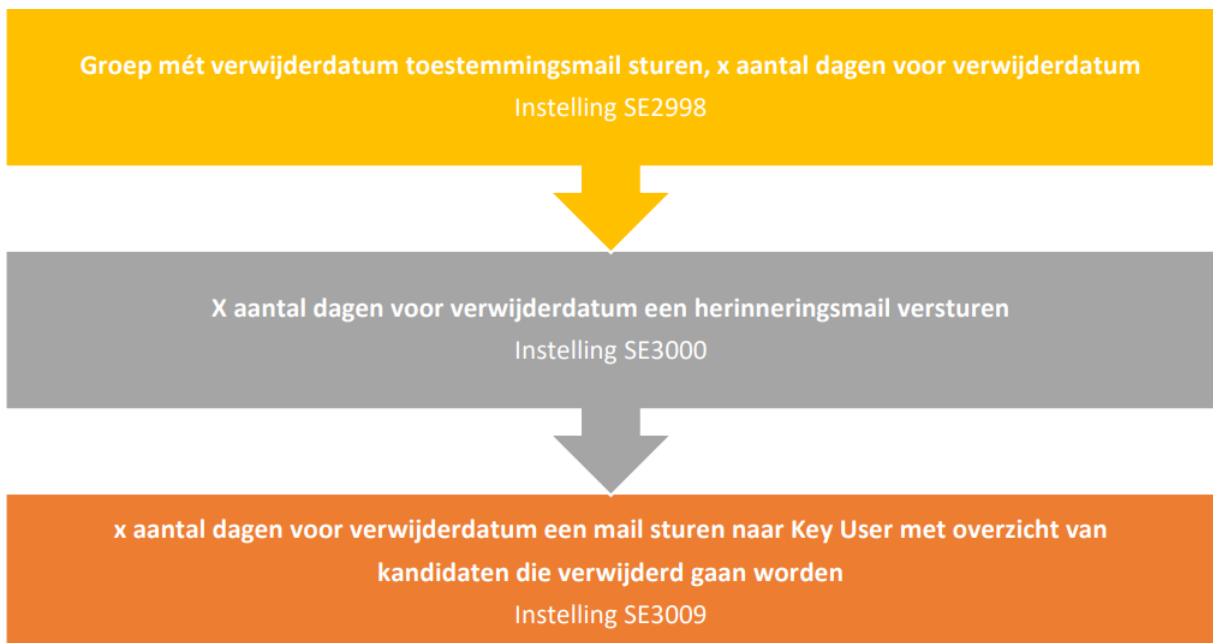 Groep mét verwijderdatum toestemmingsmail sturen, x aantal dagen voor verwijderdatum
Instelling SE2998
X aantal dagen voor verwijderdatum een herinneringsmail versturen
Instelling SE3000
x aantal dagen voor verwijderdatum een mail sturen naar Key User met overzicht van
kandidaten die verwijderd gaan worden
Instelling SE3009